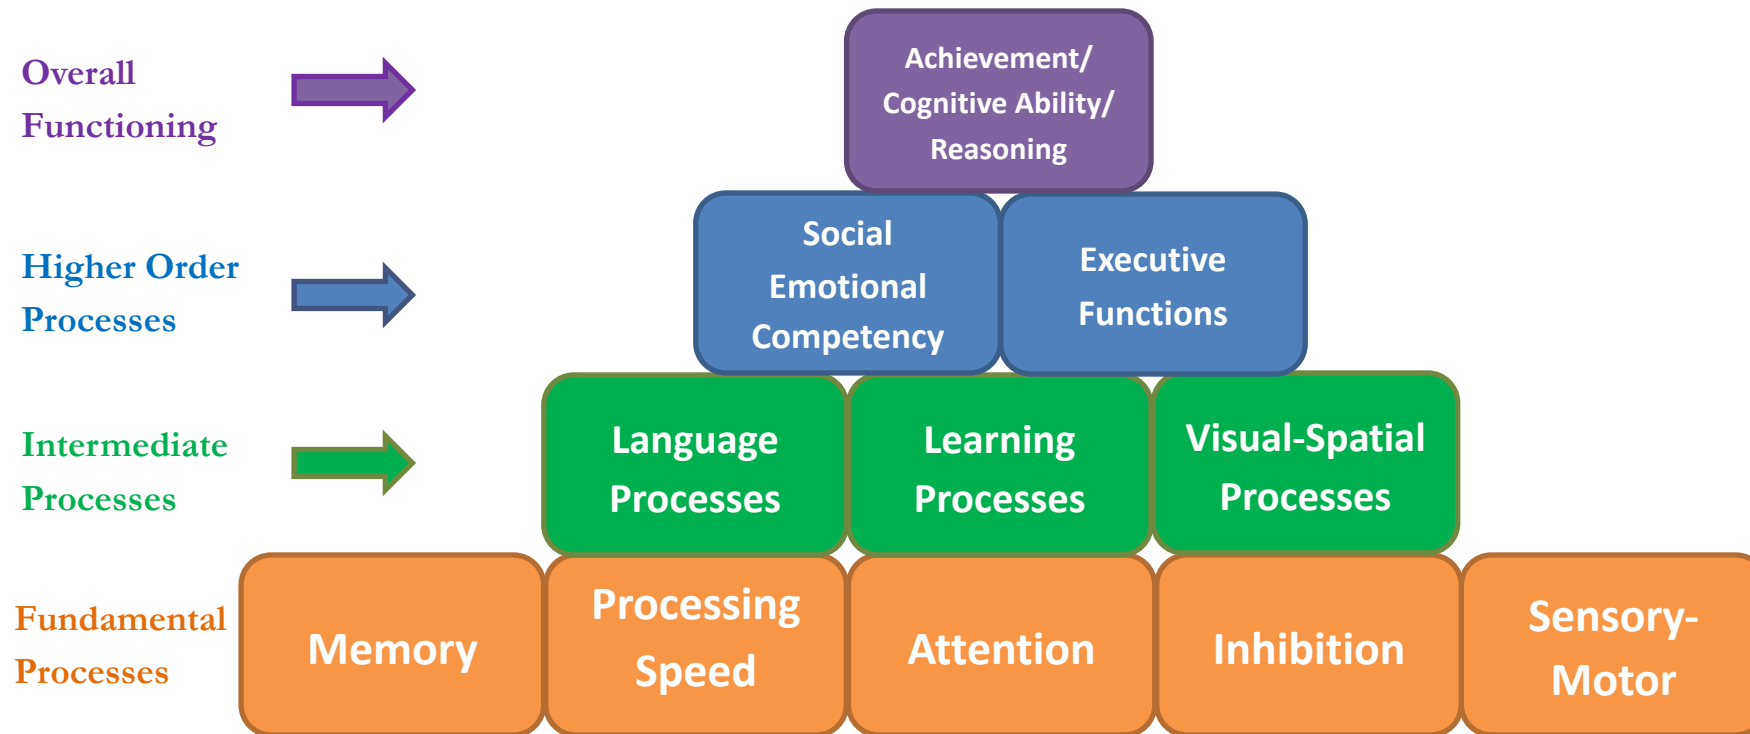 Overall
Functioning
Achievement/
Cognitive Ability/
Reasoning
Higher Order
Processes
Social
Emotional
Competency
Executive
Functions
Intermediate
Processes
Language
Processes
Learning
Processes
Visual-Spatial
Processes
Fundamental
Processes
Memory
Processing
Speed
Attention
Inhibition
Sensory-
Motor